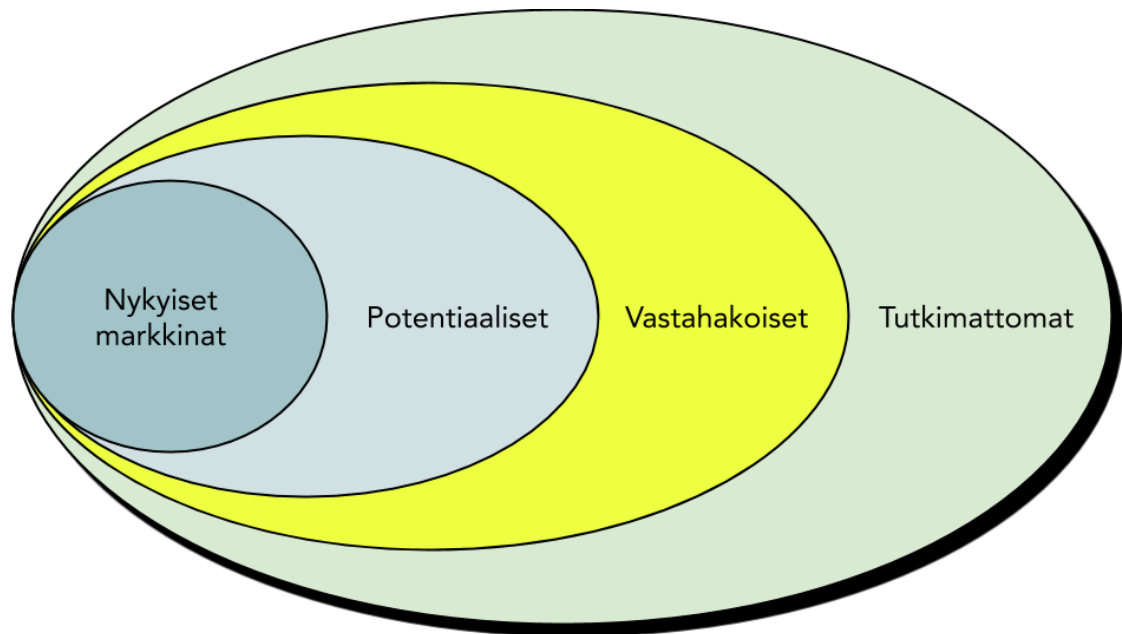 Nykyiset
markkinat
Potentiaaliset
Vastahakoiset
Tutkimattomat